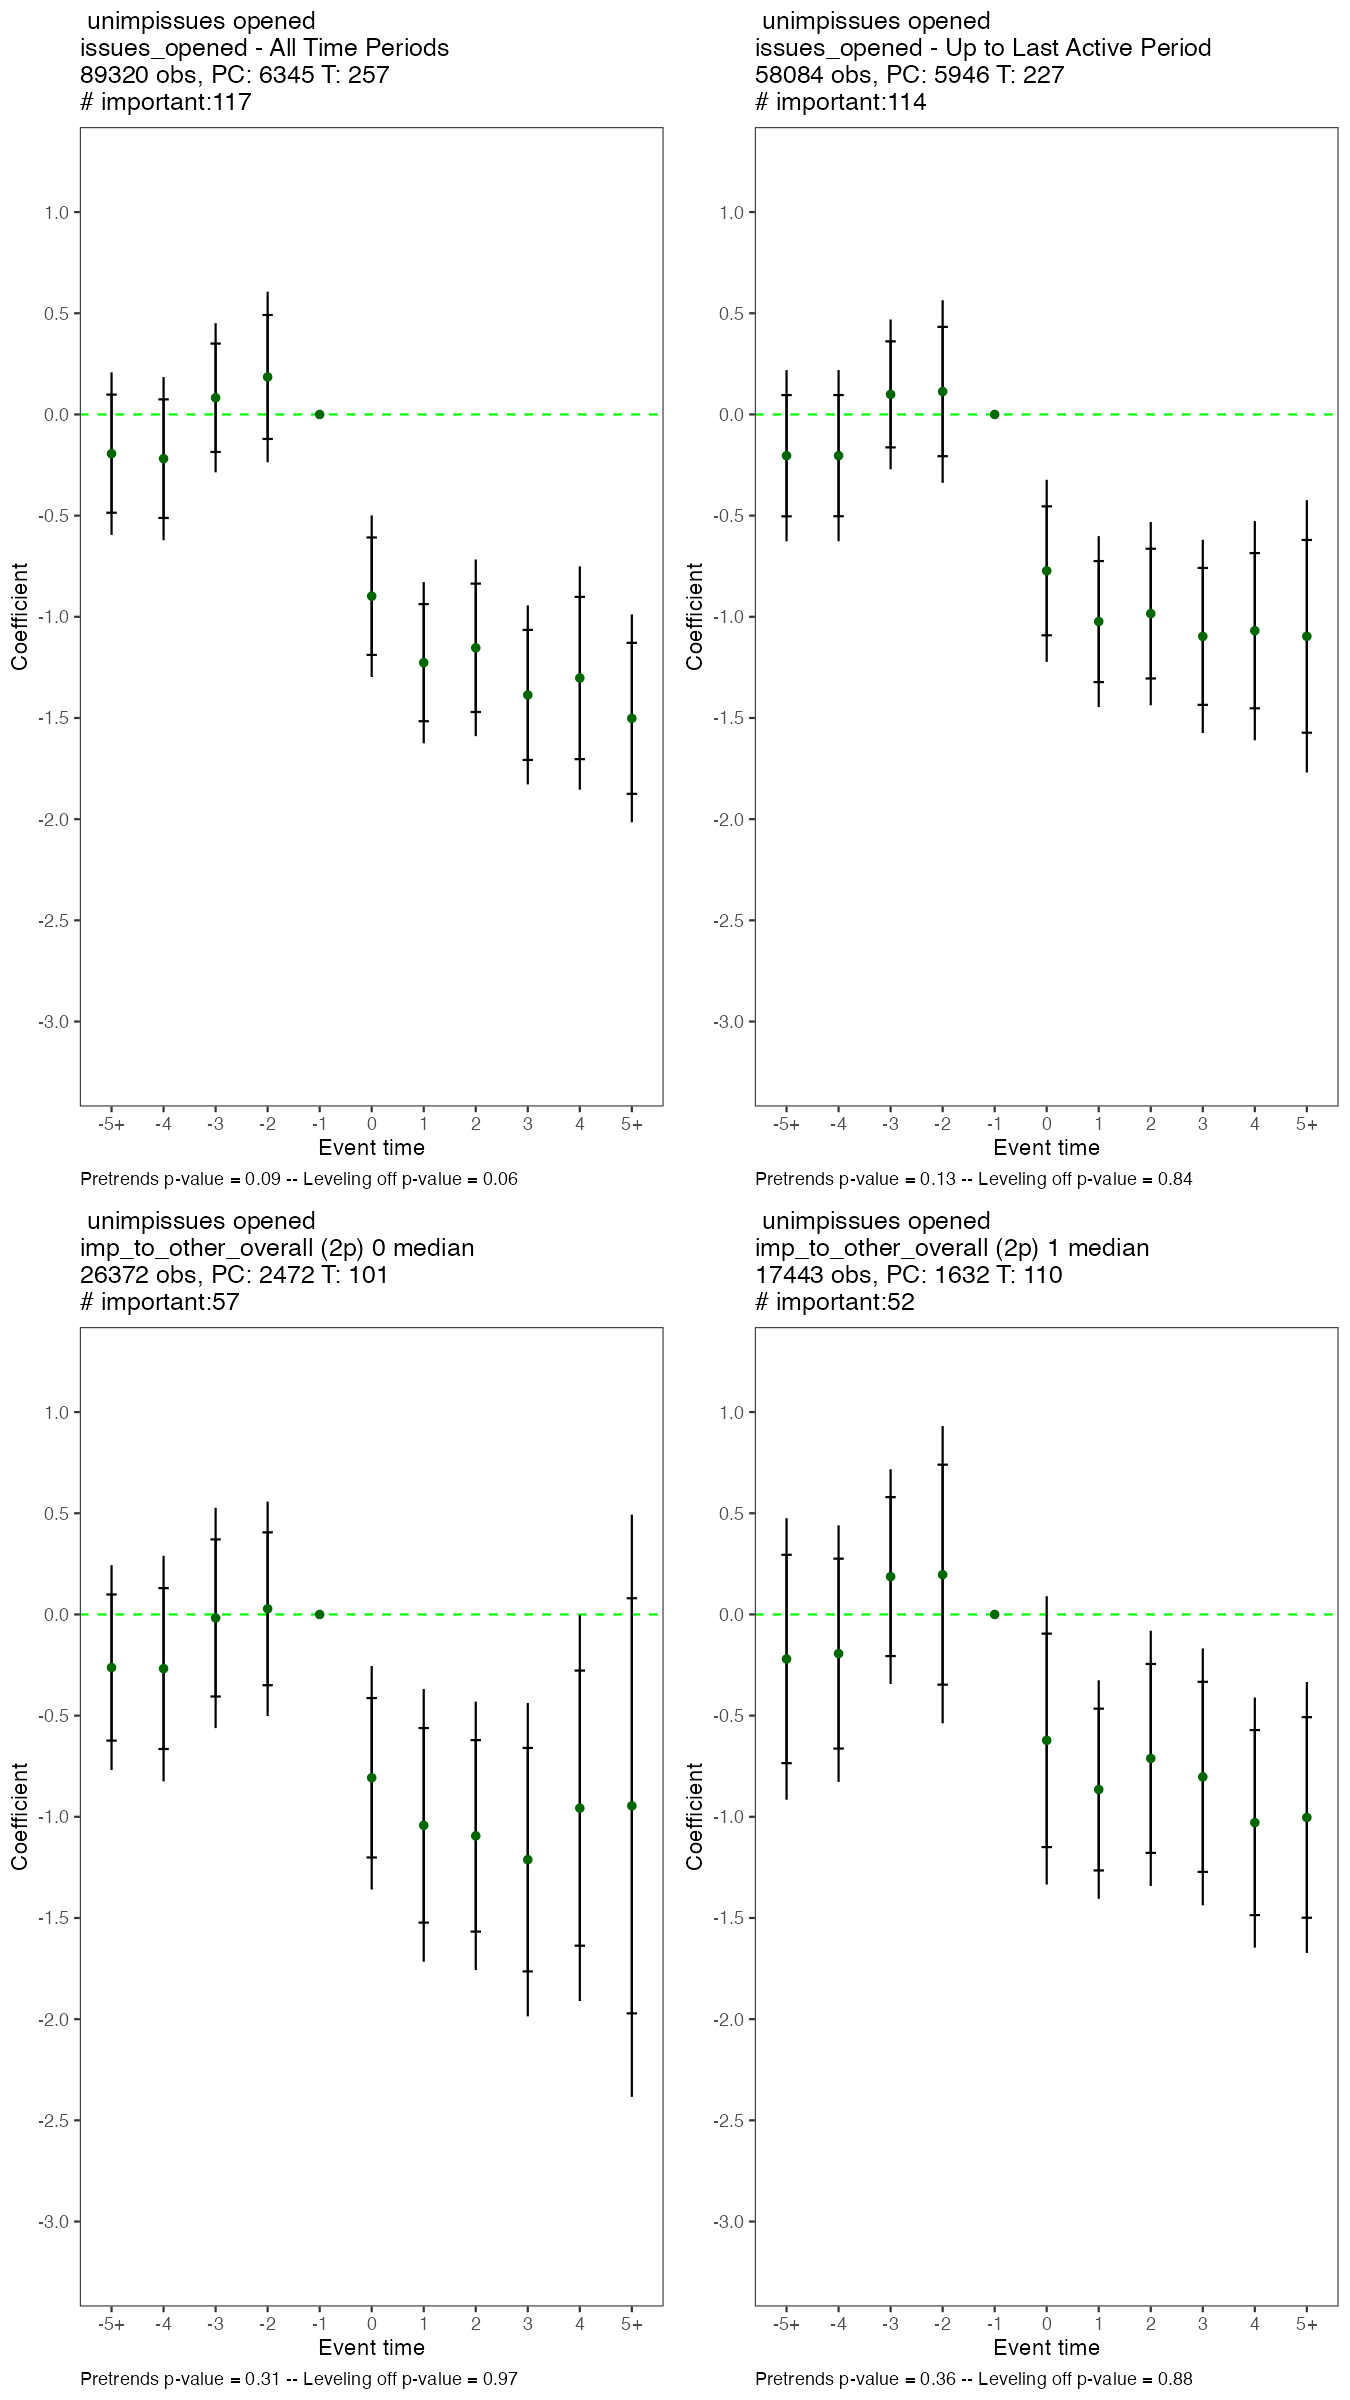 unimpissues opened
issues_opened - All Time Periods
89320 obs, PC: 6345 T: 257
# important:117
1.0
0.5
0.0
-0.5
-1.0
-1.5
-2.0
-2.5
-3.0
Coefficient
-5+ -4 -3 -2 -1 0 1 2 3 4 5+
Event time
Pretrends p-value = 0.09 -- Leveling off p-value = 0.06
unimpissues opened
issues_opened - Up to Last Active Period
58084 obs, PC: 5946 T: 227
# important:114
1.0
0.5
0.0
-0.5
-1.0
-1.5
-2.0
-2.5
-3.0
Coefficient
-5+ -4 -3 -2 -1 0 1 2 3 4 5+
Event time
Pretrends p-value = 0.13 -- Leveling off p-value = 0.84
unimpissues opened
imp_to_other_overall (2p) 0 median
26372 obs, PC: 2472 T: 101
# important:57
1.0
0.5
0.0
-0.5
-1.0
-1.5
-2.0
-2.5
-3.0
Coefficient
-5+ -4 -3 -2 -1 0 1 2 3 4 5+
Event time
Pretrends p-value = 0.31 -- Leveling off p-value = 0.97
unimpissues opened
imp_to_other_overall (2p) 1 median
17443 obs, PC: 1632 T: 110
# important:52
1.0
0.5
0.0
-0.5
-1.0
-1.5
-2.0
-2.5
-3.0
Coefficient
-5+ -4 -3 -2 -1 0 1 2 3 4 5+
Event time
Pretrends p-value = 0.36 -- Leveling off p-value = 0.88